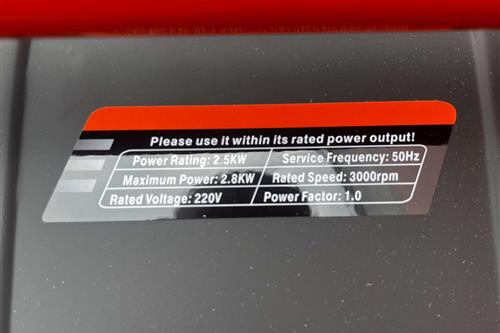 Please use it within its rated power output!
Power Rating: 2.5KW Service Frequency: 50Hz
Maximum Power: 2.8KW Rated Speed: 3000rpm
Rated Voltage: 220V Power Factor: 1.0